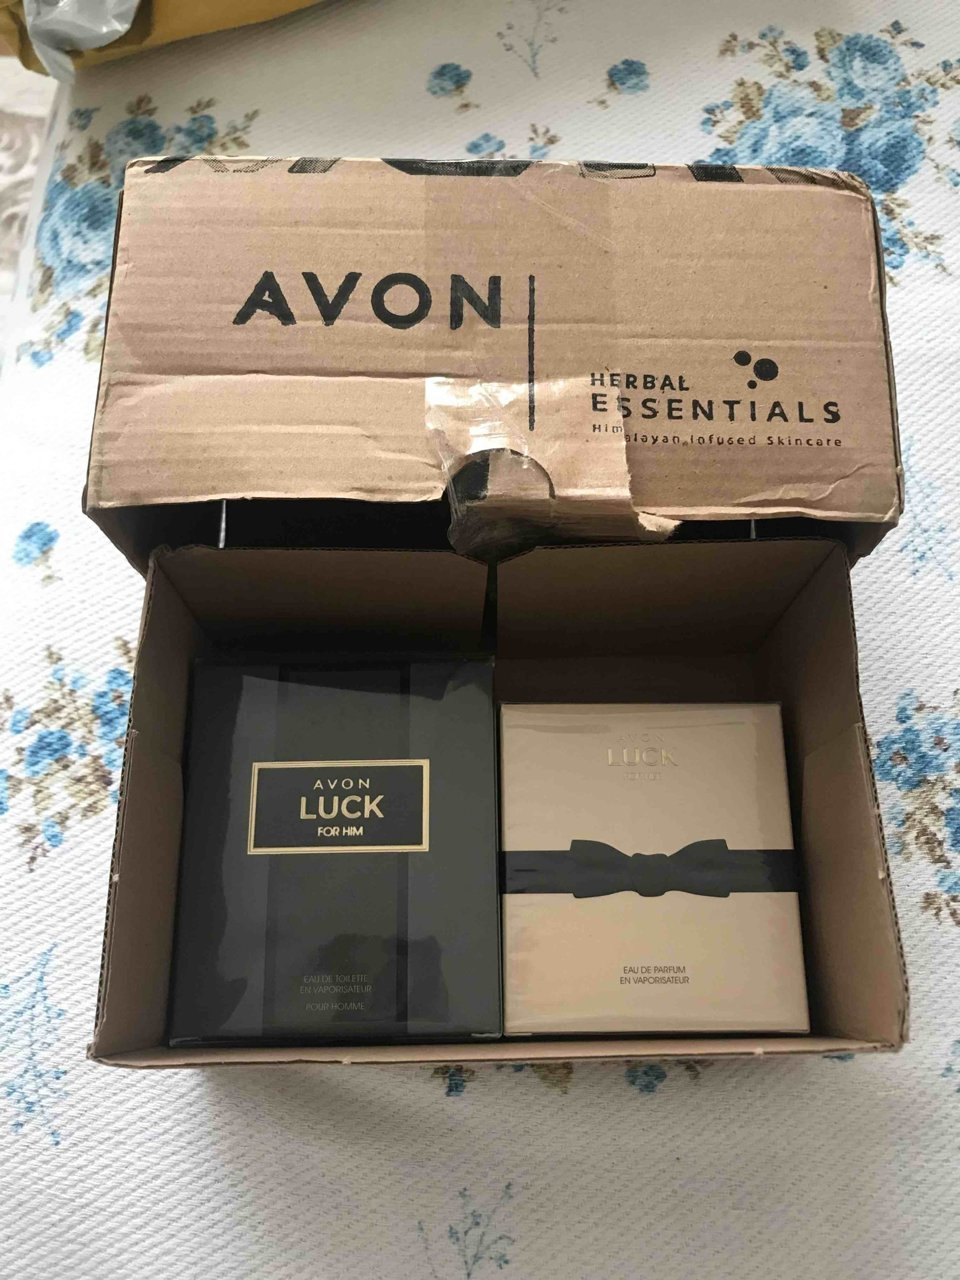 AVON
HERBAL
ESSENTIALS
Himalayan Infused Skincare
AVON
LUCK
FOR HIM
EAU DE TOILETTE
EN VAPORISATEUR
POUR HOMME
AVON
LUCK
EAU DE PARFUM
EN VAPORISATEUR